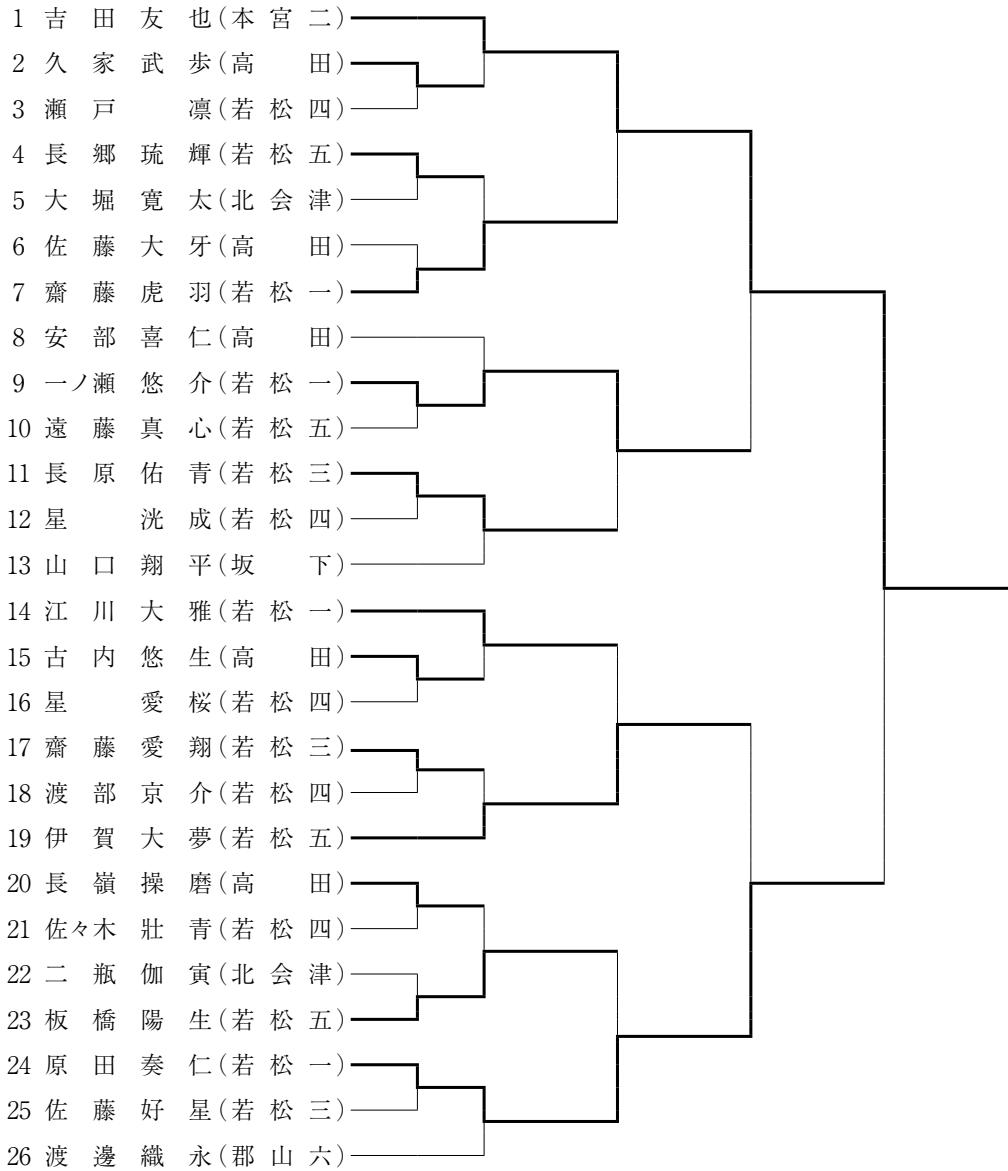 1 吉田友也(本宮二)
2 久家武歩(高田)
3 瀬戸凛(若松四)
4 長郷琉輝(若松五)
5 大堀寛太(北会津)
6 佐藤大牙(高田)
7 齋藤虎羽(若松一)
8 安部喜仁(高田)
9 一ノ瀬悠介(若松一)
10 遠藤真心(若松五)
11 長原佑青(若松三)
12 星洸成(若松四)
13 山口翔平(坂下)
14 江川大雅(若松一)
15 古内悠生(高田)
16 星愛桜(若松四)
17 齋藤愛翔(若松三)
18 渡部京介(若松四)
19 伊賀大夢(若松五)
20 長嶺操磨(高田)
21 佐々木壯青(若松四)
22 二瓶伽寅(北会津)
23 板橋陽生(若松五)
24 原田奏仁(若松一)
25 佐藤好星(若松三)
26 渡邊織永(郡山六)